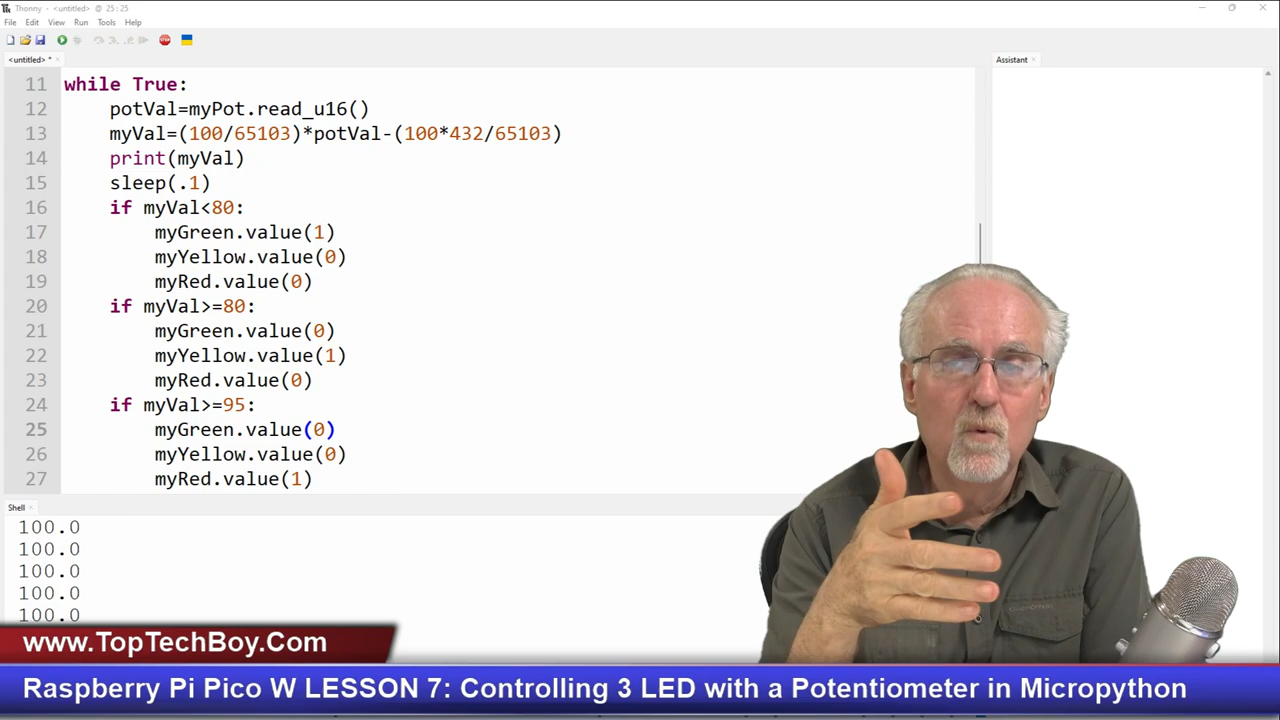 Thonny - <untitled> @ 25 : 25
File Edit View Run Tools Help
STOP
<untitled> *
Assistant
11 while True:
12 potVal=myPot.read_u16()
13 myVal=(100/65103)*potVal-(100*432/65103)
14 print(myVal)
15 sleep(.1)
16 if myVal<80:
17 myGreen.value(1)
18 myYellow.value(0)
19 myRed.value(0)
20 if myVal>=80:
21 myGreen.value(0)
22 myYellow.value(1)
23 myRed.value(0)
24 if myVal>=95:
25 myGreen.value(0)
26 myYellow.value(0)
27 myRed.value(1)
Shell
100.0
100.0
100.0
100.0
100.0
www.TopTechBoy.Com
Raspberry Pi Pico W LESSON 7: Controlling 3 LED with a Potentiometer in Micropython